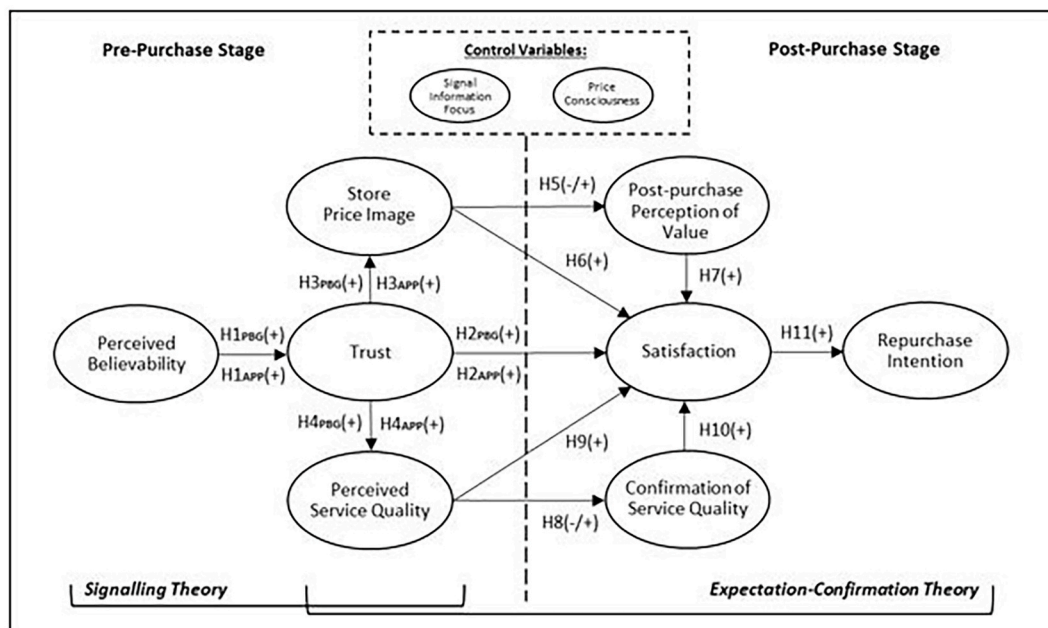 Pre-Purchase Stage
Control Variables:
Post-Purchase Stage
Signal
Information
Focus
Price
Consciousness
Store
Price Image
H5(-/+)
Post-purchase
Perception of
Value
H6(+)
H3PBG(+)
H3APP(+)
H7(+)
Perceived
Believability
H1PBG(+)
H1APP(+)
Trust
H2PBG(+)
H2APP(+)
Satisfaction
H11(+)
Repurchase
Intention
H4PBG(+)
H4APP(+)
H9(+)
H10(+)
Perceived
Service Quality
H8(-/+)
Confirmation of
Service Quality
Signalling Theory
Expectation-Confirmation Theory